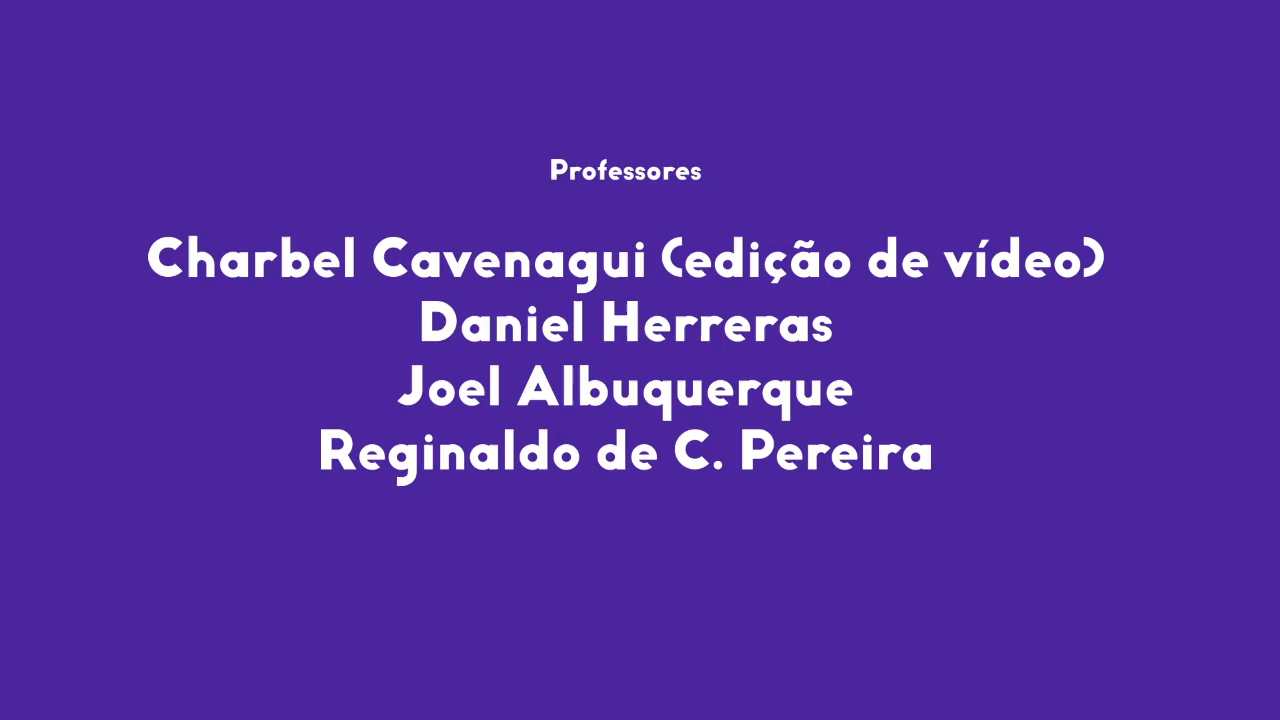 Professores
Charbel Cavenagui (edição de vídeo)
Daniel Herreras
Joel Albuquerque
Reginaldo de C. Pereira